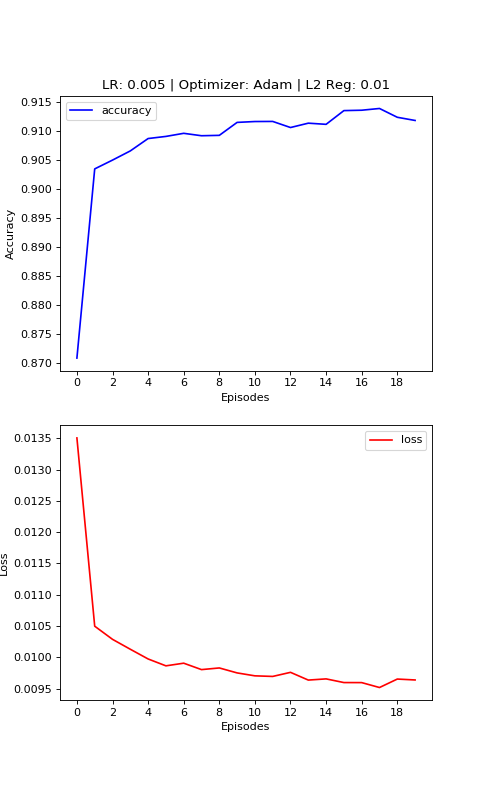 LR: 0.005 | Optimizer: Adam | L2 Reg: 0.01
0.915
0.910
0.905
0.900
0.895
0.890
0.885
0.880
0.875
0.870
Accuracy
accuracy
0 2 4 6 8 10 12 14 16 18
Episodes
0.0135
0.0130
0.0125
0.0120
0.0115
0.0110
0.0105
0.0100
0.0095
Loss
loss
0 2 4 6 8 10 12 14 16 18
Episodes